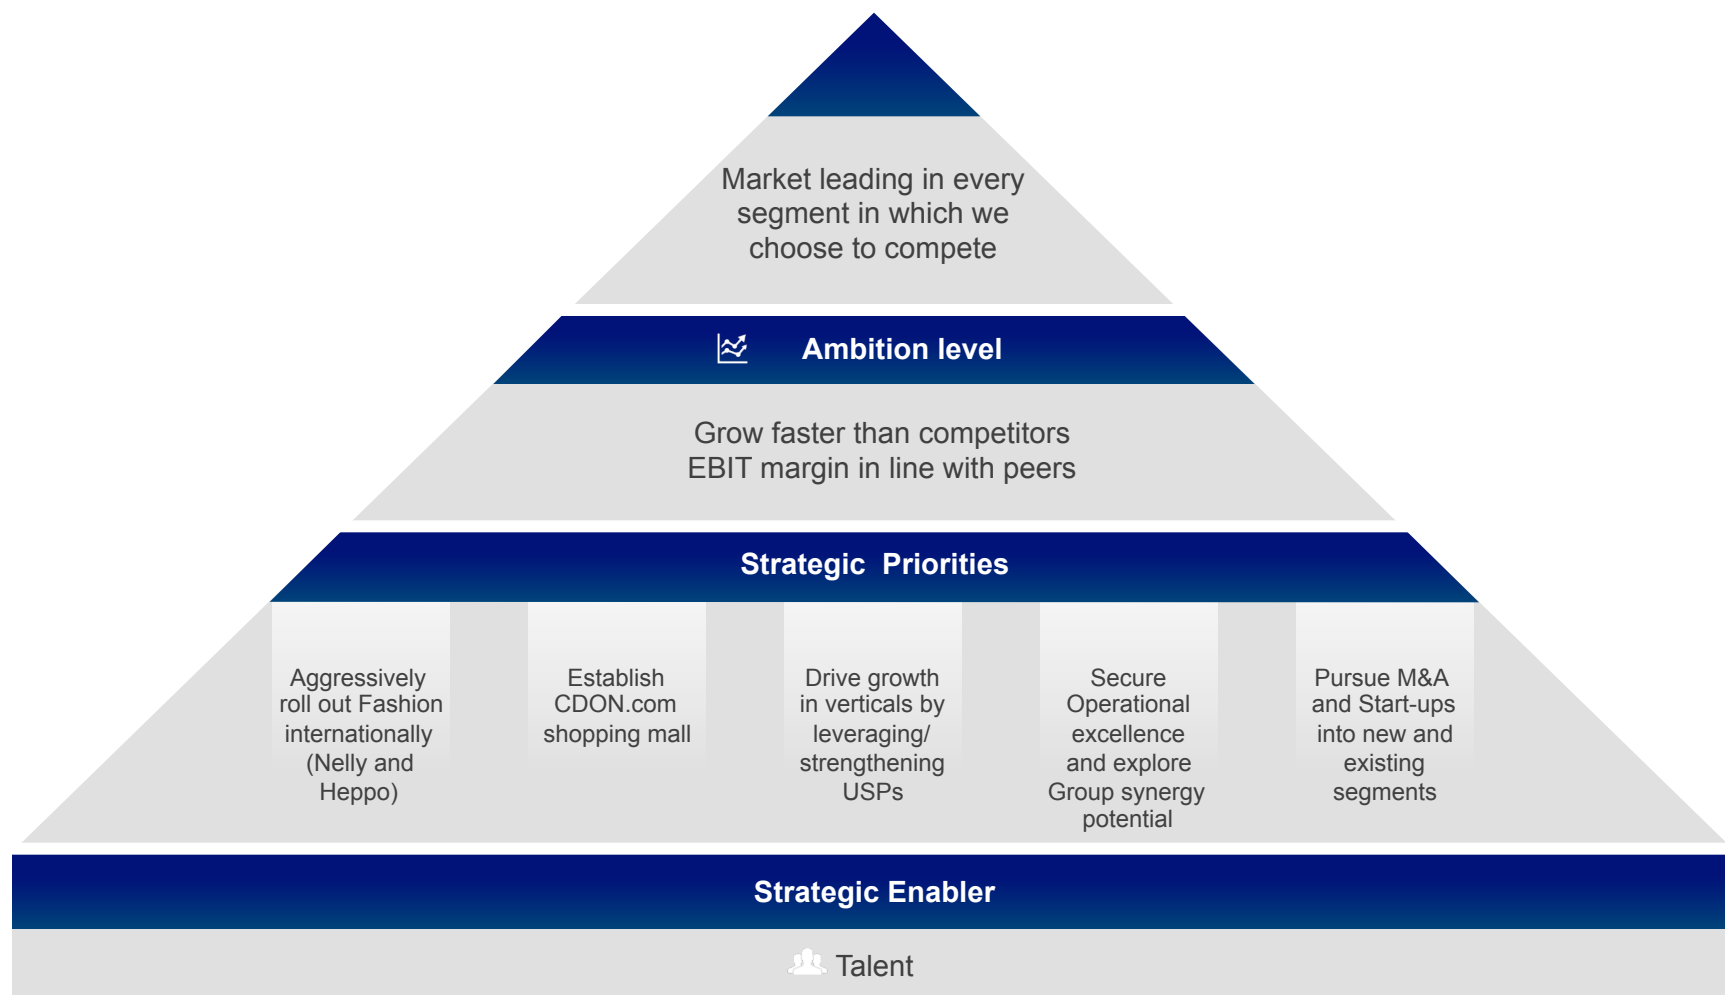 Market leading in every
segment in which we
choose to compete
Ambition level
Grow faster than competitors
EBIT margin in line with peers
Strategic  Priorities
Aggressively
roll out Fashion
internationally
(Nelly and
Heppo)
Establish
CDON.com
shopping mall
Drive growth
in verticals by
leveraging/
strengthening
USPs
Secure
Operational
excellence
and explore
Group synergy
potential
Pursue M&A
and Start-ups
into new and
existing
segments
Strategic Enabler
Talent